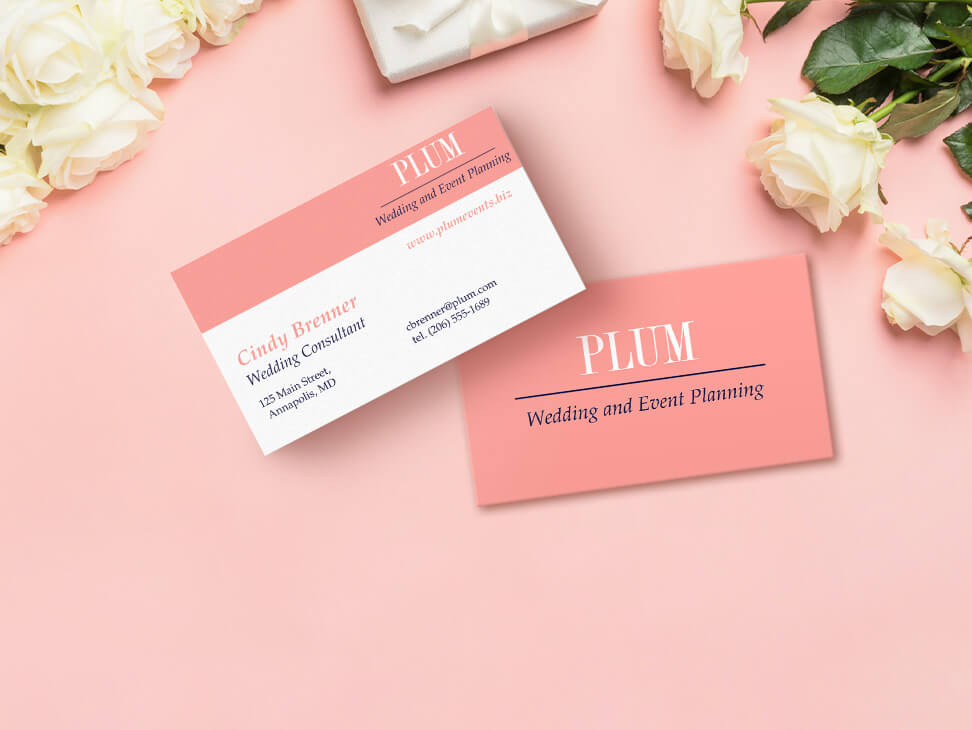 PLUM
Wedding and Event Planning
www.plumevents.biz
Cindy Brenner
Wedding Consultant
125 Main Street,
Annapolis, MD
cbrenner@plum.com
tel. (206) 555-1689
PLUM
Wedding and Event Planning